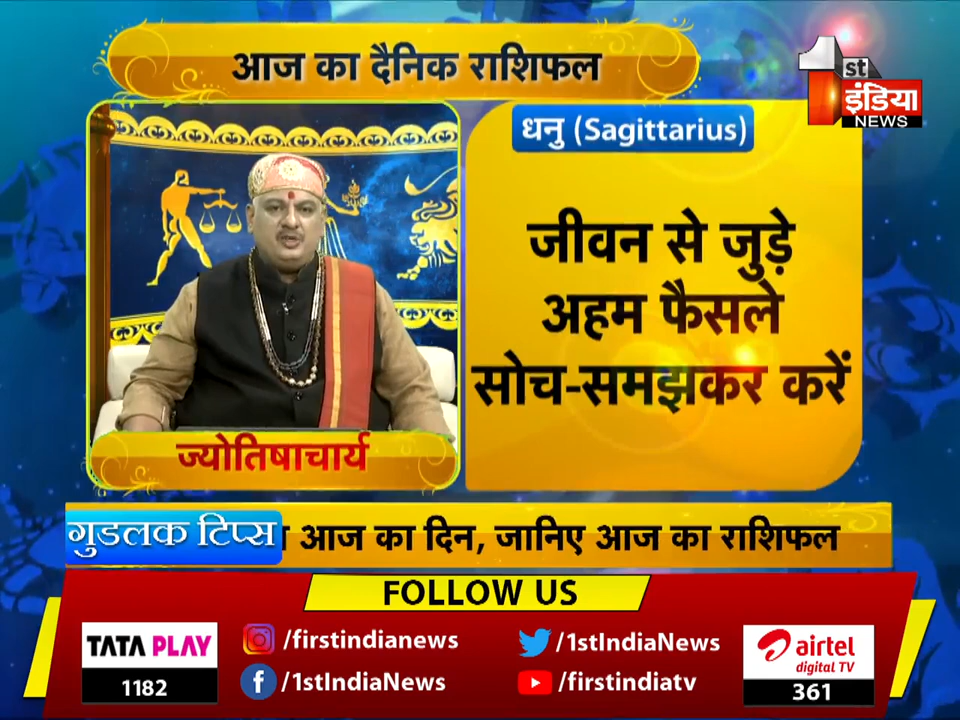 आज का दैनिक राशिफल
1st
इंडिया
NEWS
धनु (Sagittarius)
जीवन से जुड़े
अहम फैसले
सोच-समझकर करें
ज्योतिषाचार्य
गुडलक टिप्स
आज का दिन, जानिए आज का राशिफल
FOLLOW US
TATA PLAY
1182
/firstindianews
/1stIndiaNews
/1stIndiaNews
/firstindiatv
airtel
digital TV
361